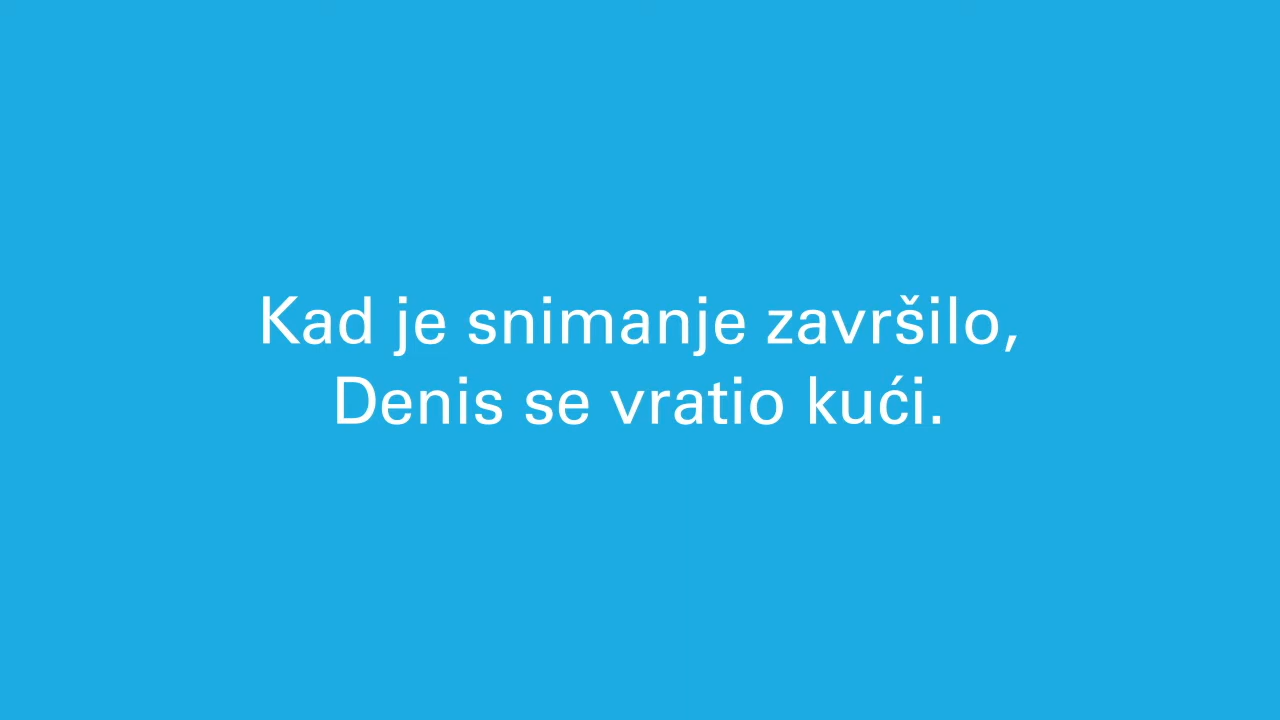 Kad je snimanje završilo,
Denis se vratio kući.